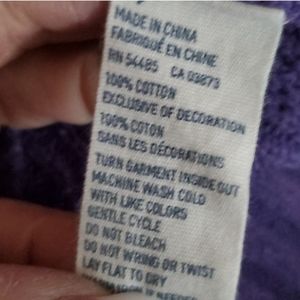 MADE IN CHINA
FABRIQUÉ EN CHINE
RN 54485 CA 03873
100% COTTON
EXCLUSIVE OF DECORATION
100% COTON
SANS LES DÉCORATIONS
TURN GARMENT INSIDE OUT
MACHINE WASH COLD
WITH LIKE COLORS
GENTLE CYCLE
DO NOT BLEACH
DO NOT WRING OR TWIST
LAY FLAT TO DRY